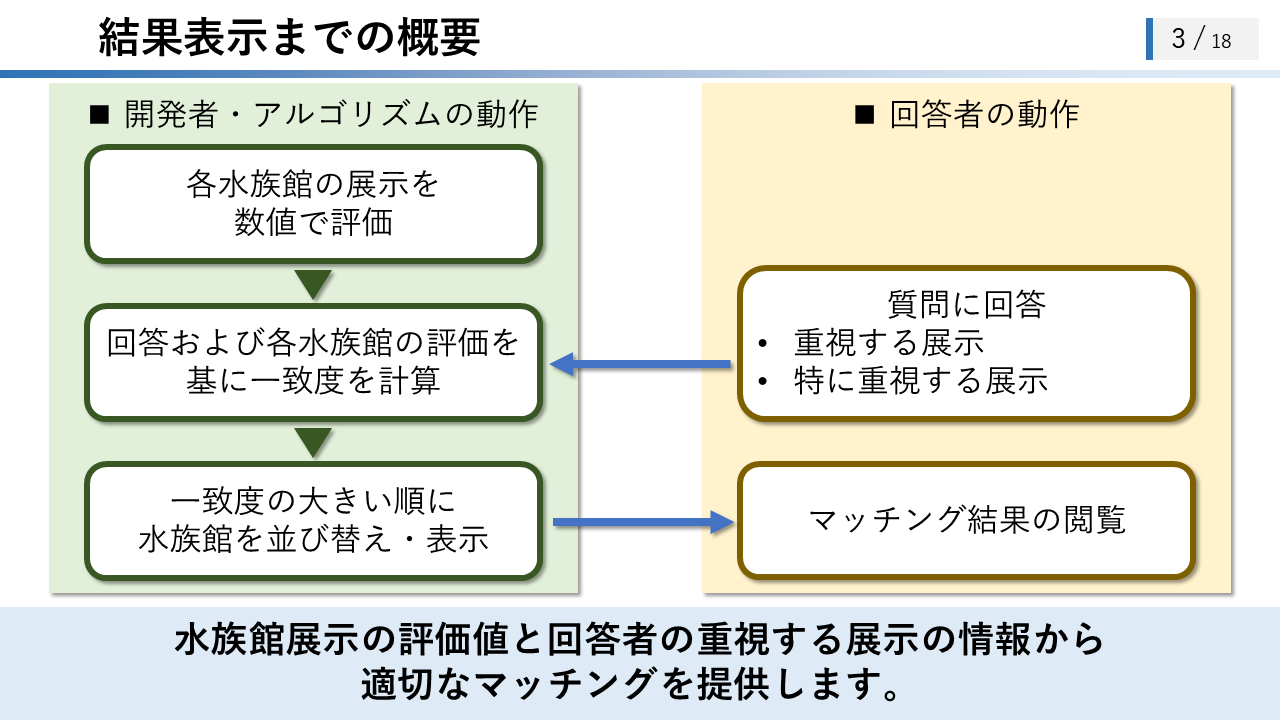 結果表示までの概要
3 / 18
■ 開発者・アルゴリズムの動作
各水族館の展示を
数値で評価
回答および各水族館の評価を
基に一致度を計算
一致度の大きい順に
水族館を並び替え・表示
■ 回答者の動作
質問に回答
• 重視する展示
• 特に重視する展示
マッチング結果の閲覧
水族館展示の評価値と回答者の重視する展示の情報から
適切なマッチングを提供します。